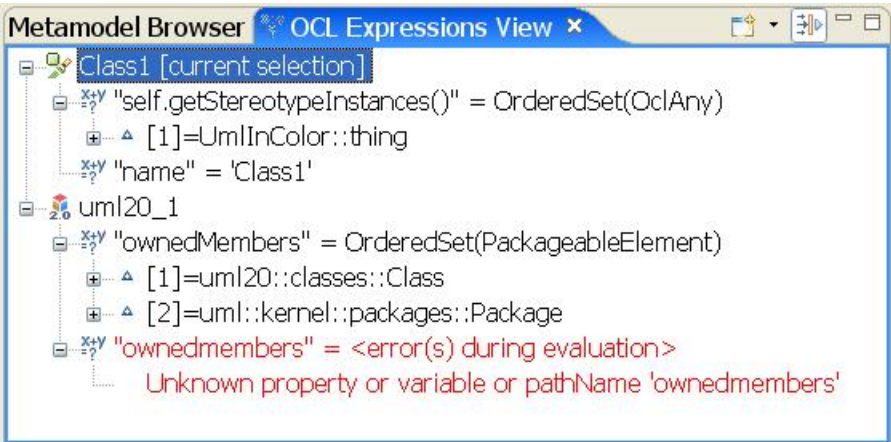 Metamodel Browser OCL Expressions View
Class1 [current selection]
"self.getStereotypeInstances()" = OrderedSet(OclAny)
[1]=UmlInColor::thing
"name" = 'Class1'
2.0 uml20_1
"ownedMembers" = OrderedSet(PackageableElement)
[1]=uml20::classes::Class
[2]=uml::kernel::packages::Package
"ownedmembers" = <error(s) during evaluation>
Unknown property or variable or pathName 'ownedmembers'